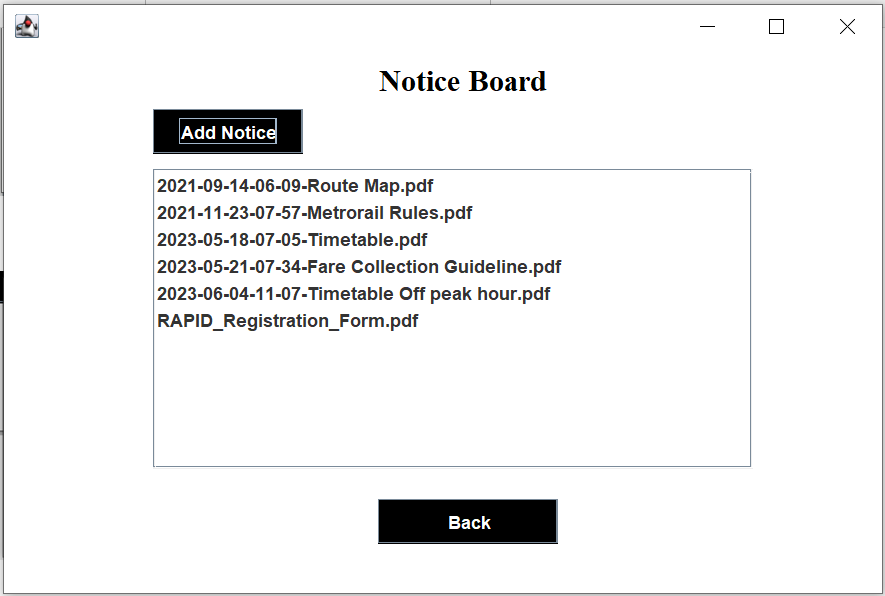 Notice Board
Add Notice
2021-09-14-06-09-Route Map.pdf
2021-11-23-07-57-Metrorail Rules.pdf
2023-05-18-07-05-Timetable.pdf
2023-05-21-07-34-Fare Collection Guideline.pdf
2023-06-04-11-07-Timetable Off peak hour.pdf
RAPID_Registration_Form.pdf
Back